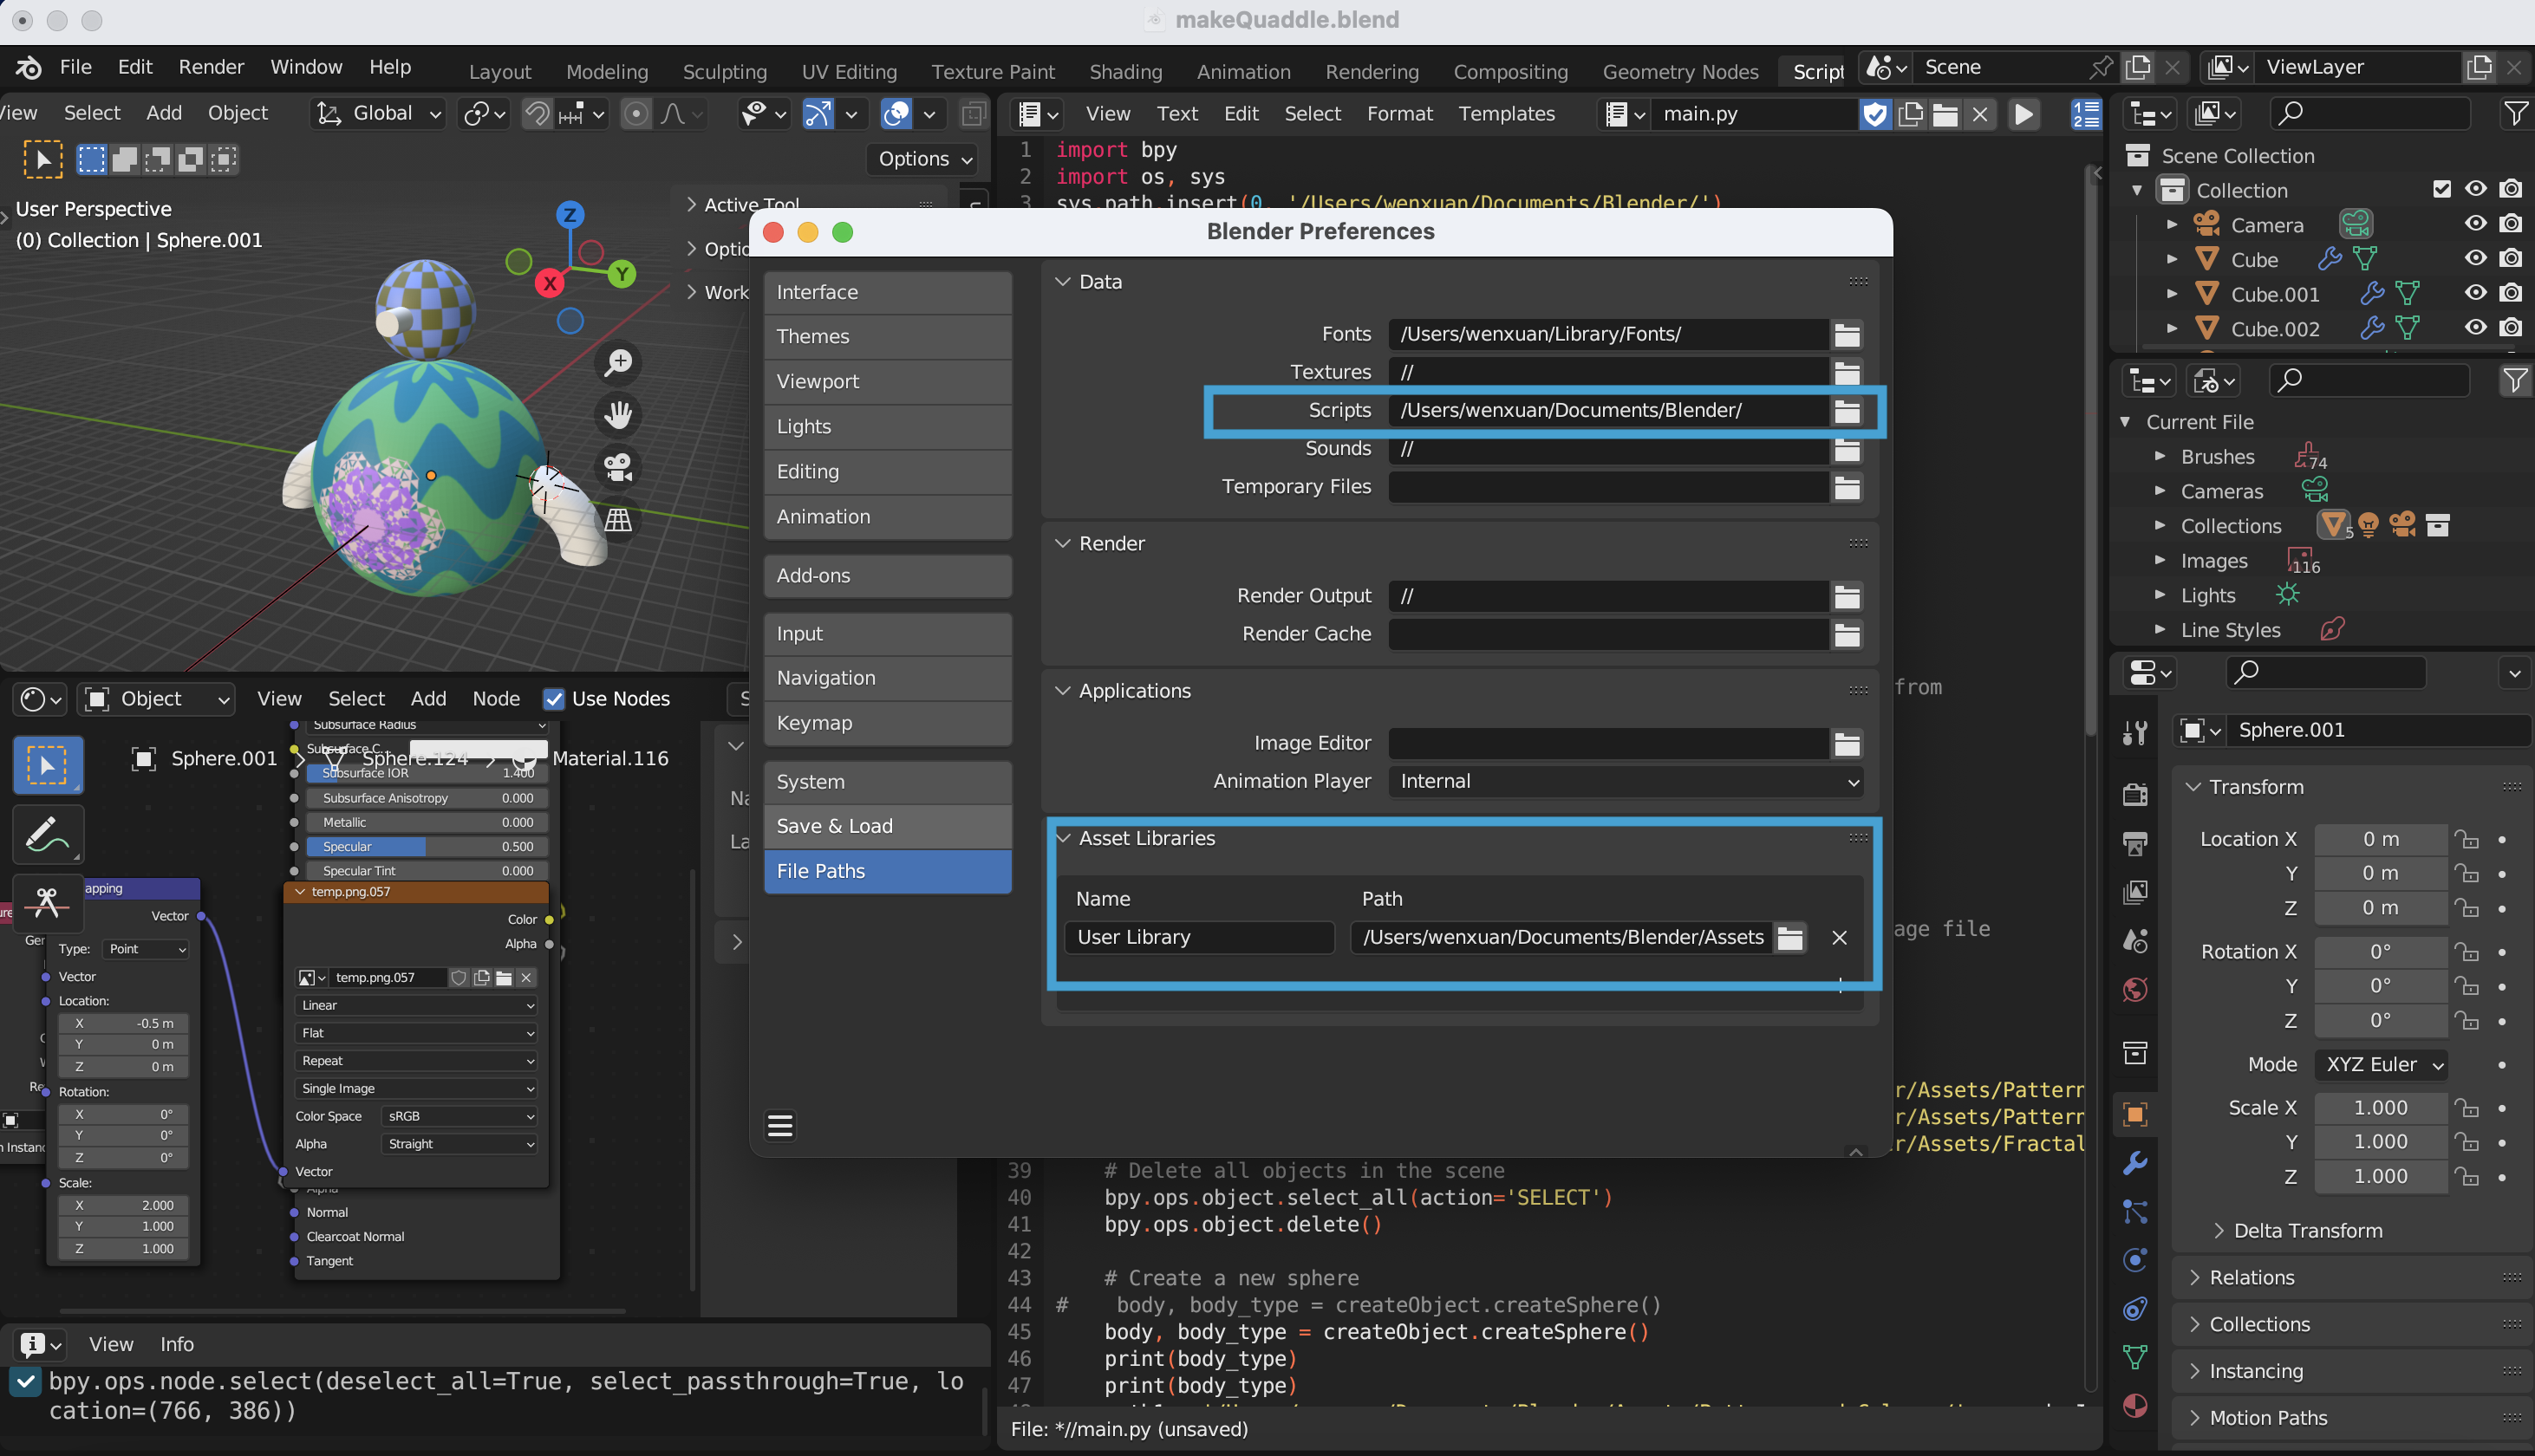 makeQuaddle.blend
File Edit Render Window Help Layout Modeling Sculpting UV Editing Texture Paint Shading Animation Rendering Compositing Geometry Nodes Script Scene ViewLayer
View Select Add Object Global
Options
User Perspective
(0) Collection | Sphere.001
Z
Y
X
Active Tool
Optio
Work
View Text Edit Select Format Templates main.py
1 import bpy
2 import os, sys
3 sys.path.insert(0, '/Users/wenxuan/Documents/Blender/')
Blender Preferences
Interface
Themes
Viewport
Lights
Editing
Animation
Add-ons
Input
Navigation
Keymap
System
Save & Load
File Paths
Data
Fonts /Users/wenxuan/Library/Fonts/
Textures //
Scripts /Users/wenxuan/Documents/Blender/
Sounds //
Temporary Files
Render
Render Output //
Render Cache
Applications
Image Editor
Animation Player Internal
Asset Libraries
Name Path
User Library /Users/wenxuan/Documents/Blender/Assets
from
age file
r/Assets/Pattern
r/Assets/Pattern
r/Assets/Fractal
39 # Delete all objects in the scene
40 bpy.ops.object.select_all(action='SELECT')
41 bpy.ops.object.delete()
42
43 # Create a new sphere
44 # body, body_type = createObject.createSphere()
45 body, body_type = createObject.createSphere()
46 print(body_type)
47 print(body_type)
File: *//main.py (unsaved)
Object View Select Add Node Use Nodes S
Subsurface Radius
Subsurface C..
Sphere.001 Sphere.124 Material.116
Subsurface IOR 1.400
Subsurface Anisotropy 0.000
Metallic 0.000
Specular 0.500
Specular Tint 0.000
Na
La
apping
Vector
Type: Point
Vector
Location:
X -0.5 m
Y 0 m
Z 0 m
Rotation:
X 0°
Y 0°
Z 0°
Scale:
X 2.000
Y 1.000
Z 1.000
ure
Ger
Re
n Instanc
temp.png.057
Color
Alpha
temp.png.057
Linear
Flat
Repeat
Single Image
Color Space sRGB
Alpha Straight
Vector
Alpha
Normal
Clearcoat Normal
Tangent
View Info
bpy.ops.node.select(deselect_all=True, select_passthrough=True, lo
cation=(766, 386))
Scene Collection
Collection
Camera
Cube
Cube.001
Cube.002
Current File
Brushes 74
Cameras
Collections 5
Images 116
Lights
Line Styles
Sphere.001
Transform
Location X 0 m
Y 0 m
Z 0 m
Rotation X 0°
Y 0°
Z 0°
Mode XYZ Euler
Scale X 1.000
Y 1.000
Z 1.000
Delta Transform
Relations
Collections
Instancing
Motion Paths